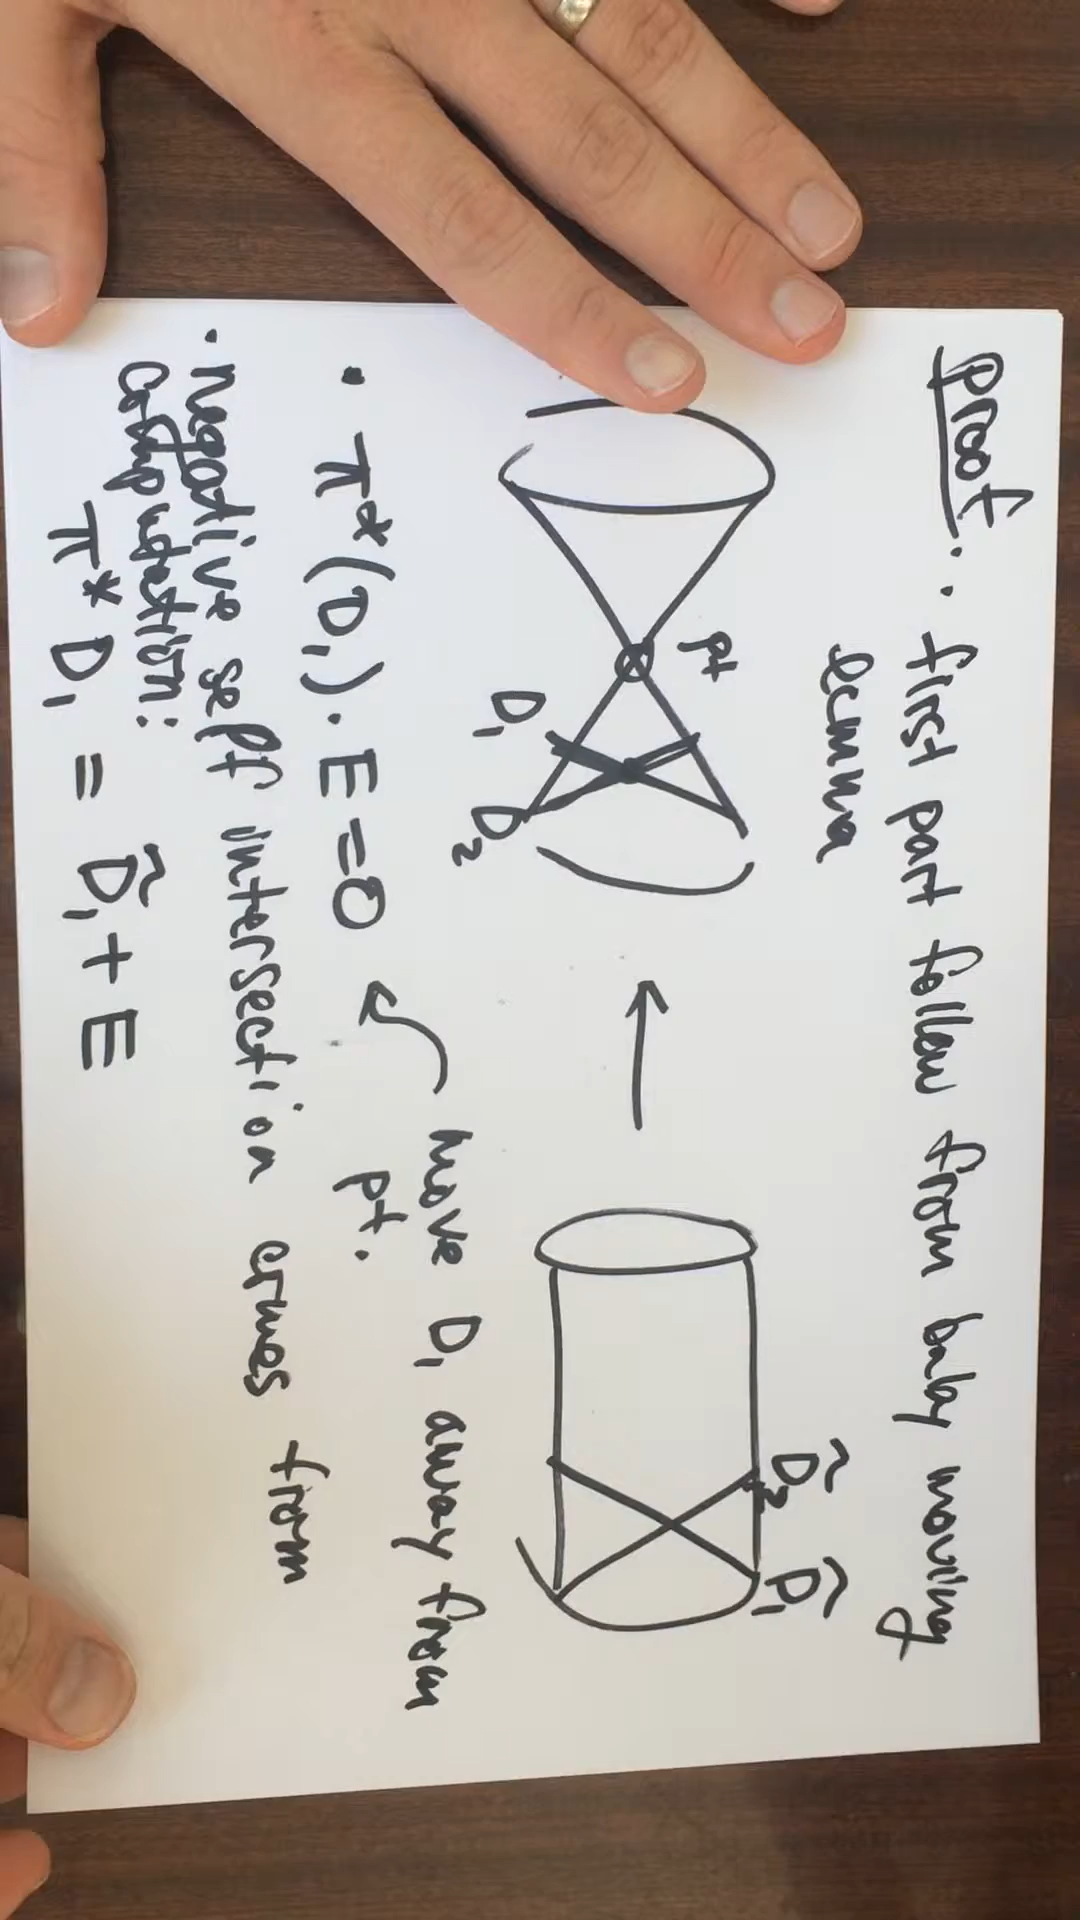 proof: • first part follow from baby moving
lemma
pt
D₁
D₂
D̃₂
D̃₁
• π*(D₁)·E=0
move D₁ away from
pt.
• negative self intersection comes from
computation:
π* D₁ = D̃₁ + E